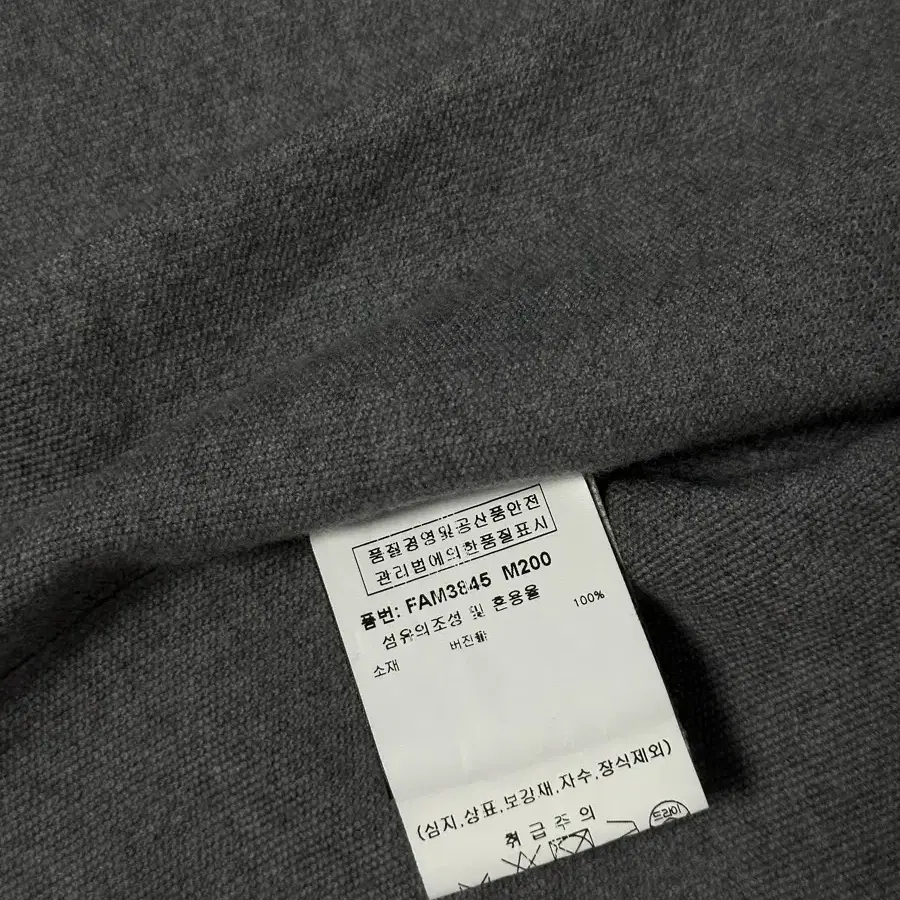 품질경영및공산품안전
관리법에의한품질표시
품번: FAM3845 M200
섬유의조성 및 혼용율
소재 버진울 100%
(심지,상표,보강재,자수,장식제외)
취급주의
드라이